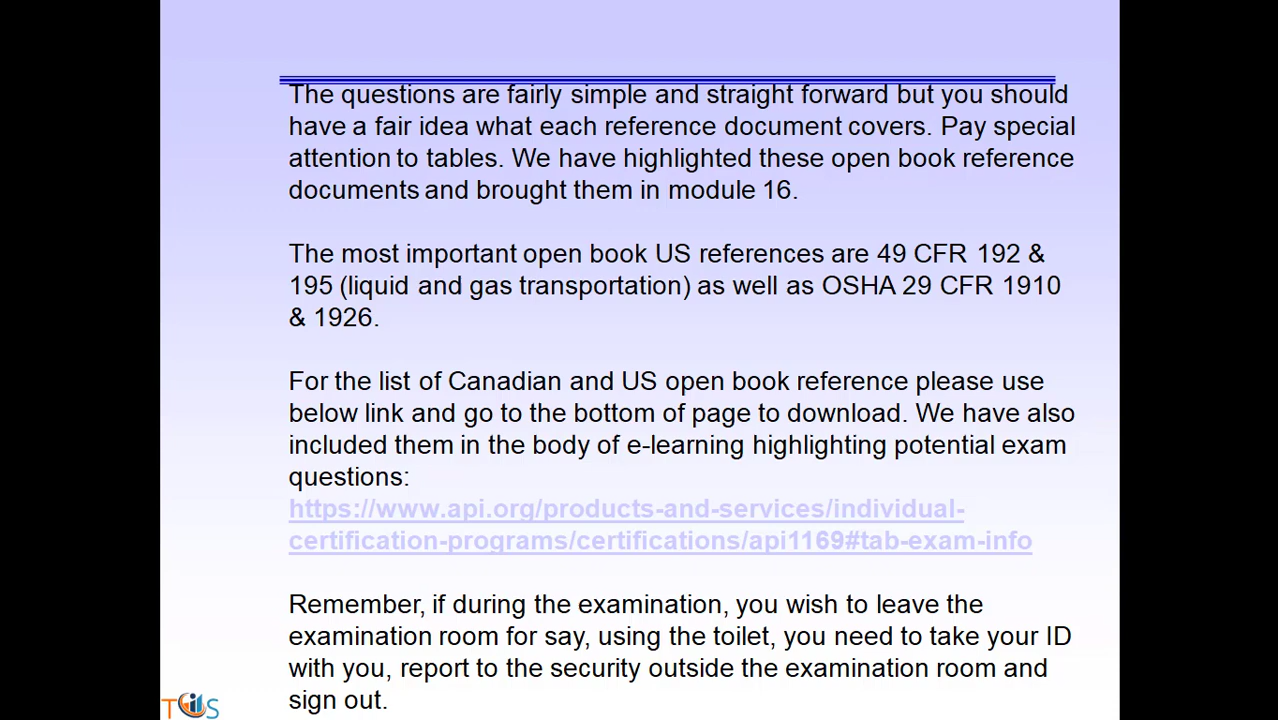 The questions are fairly simple and straight forward but you should
have a fair idea what each reference document covers. Pay special
attention to tables. We have highlighted these open book reference
documents and brought them in module 16.
The most important open book US references are 49 CFR 192 &
195 (liquid and gas transportation) as well as OSHA 29 CFR 1910
& 1926.
For the list of Canadian and US open book reference please use
below link and go to the bottom of page to download. We have also
included them in the body of e-learning highlighting potential exam
questions:
https://www.api.org/products-and-services/individual-
certification-programs/certifications/api1169#tab-exam-info
Remember, if during the examination, you wish to leave the
examination room for say, using the toilet, you need to take your ID
with you, report to the security outside the examination room and
sign out.